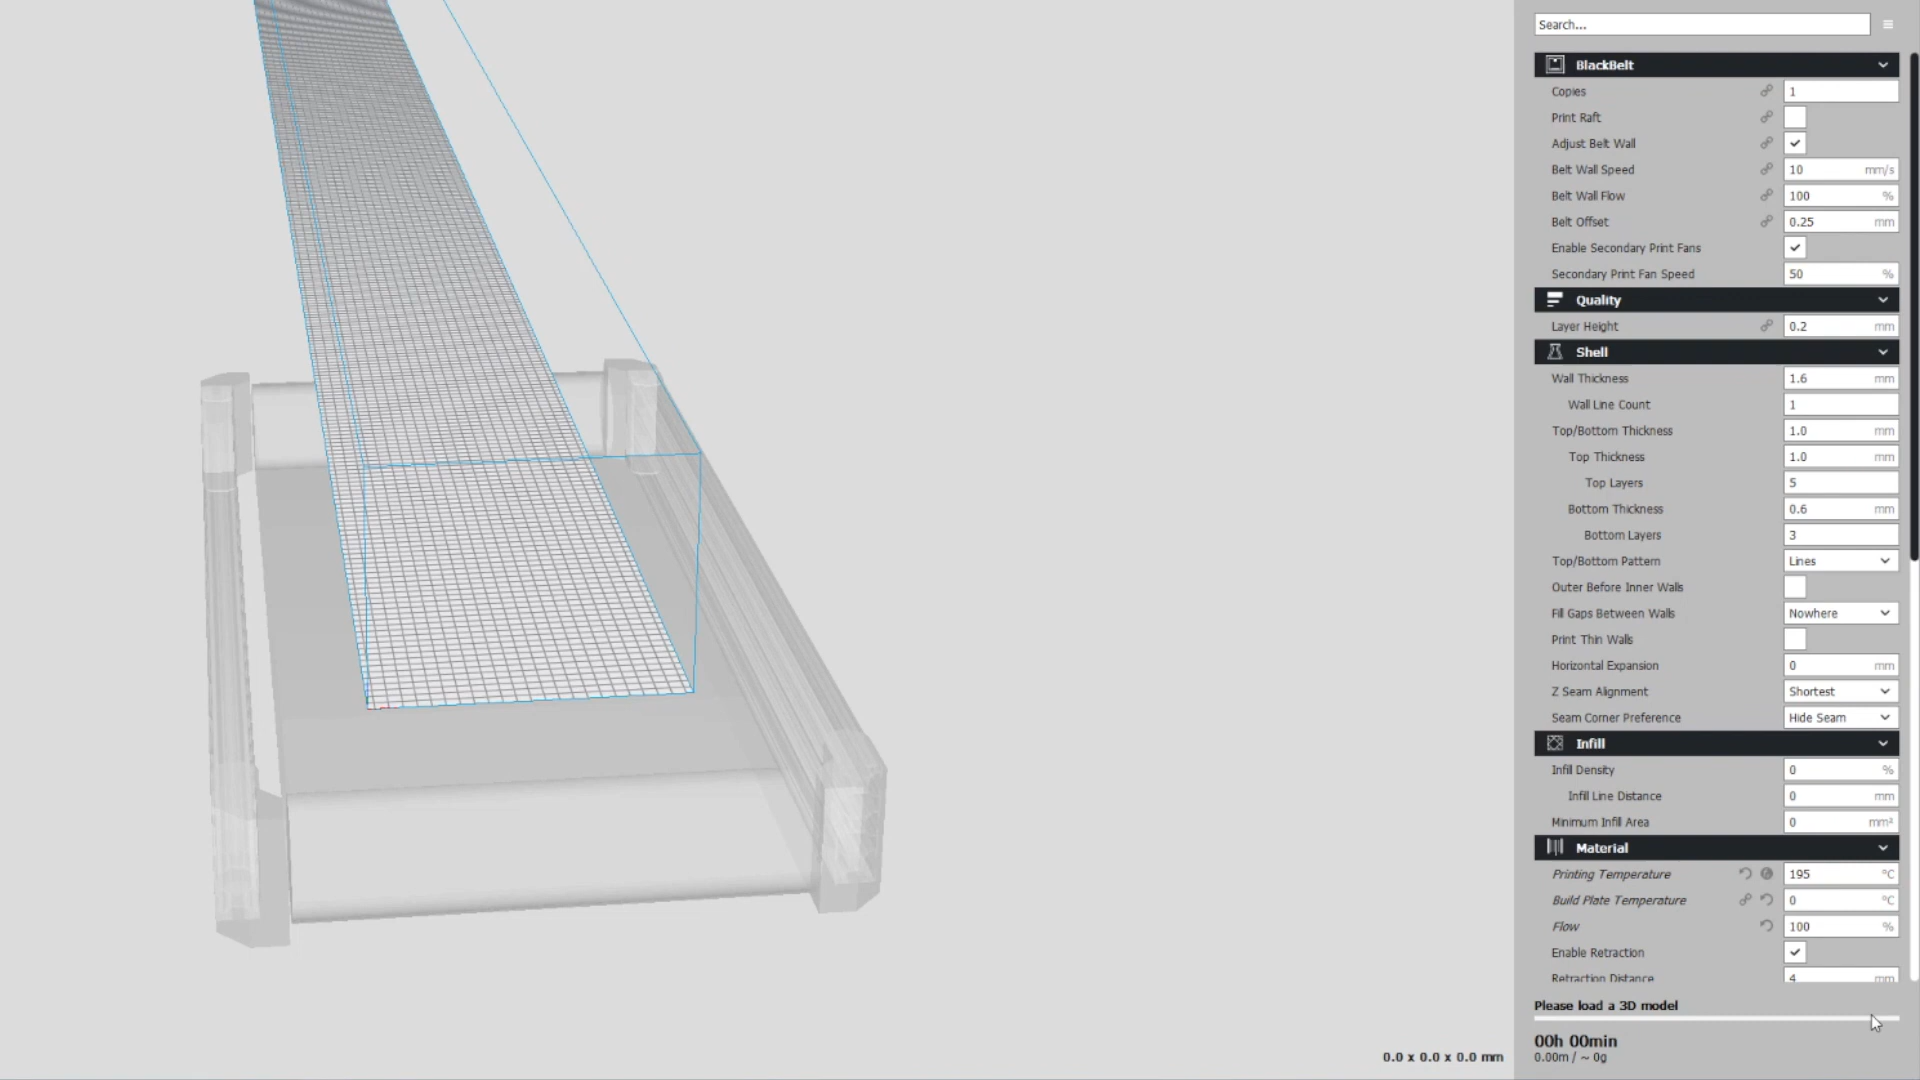 Search...
BlackBelt
Copies 1
Print Raft
Adjust Belt Wall
Belt Wall Speed 10 mm/s
Belt Wall Flow 100 %
Belt Offset 0.25 mm
Enable Secondary Print Fans
Secondary Print Fan Speed 50 %
Quality
Layer Height 0.2 mm
Shell
Wall Thickness 1.6 mm
Wall Line Count 1
Top/Bottom Thickness 1.0 mm
Top Thickness 1.0 mm
Top Layers 5
Bottom Thickness 0.6 mm
Bottom Layers 3
Top/Bottom Pattern Lines
Outer Before Inner Walls
Fill Gaps Between Walls Nowhere
Print Thin Walls
Horizontal Expansion 0 mm
Z Seam Alignment Shortest
Seam Corner Preference Hide Seam
Infill
Infill Density 0 %
Infill Line Distance 0 mm
Minimum Infill Area 0 mm²
Material
Printing Temperature 195 °C
Build Plate Temperature 0 °C
Flow 100 %
Enable Retraction
Retraction Distance 4 mm
Please load a 3D model
00h 00min
0.00m / ~ 0g
0.0 x 0.0 x 0.0 mm